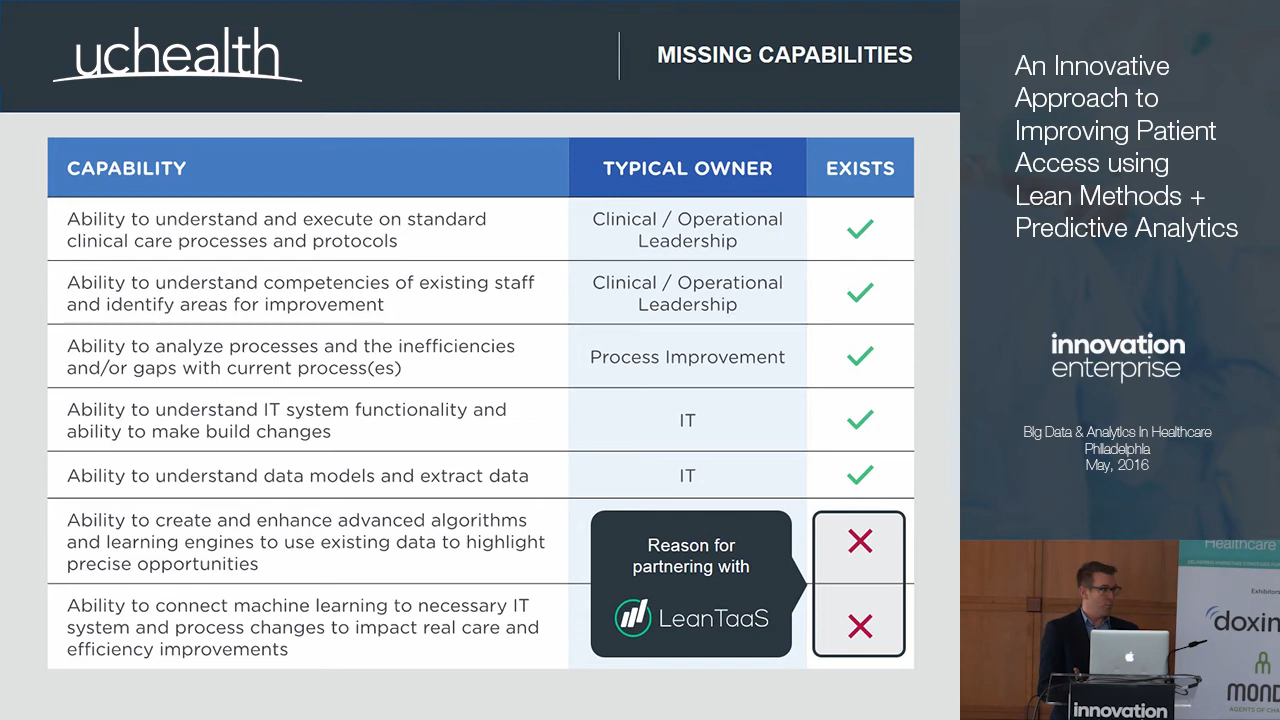 uchealth
MISSING CAPABILITIES
CAPABILITY
TYPICAL OWNER
EXISTS
Ability to understand and execute on standard
clinical care processes and protocols
Clinical / Operational
Leadership
Ability to understand competencies of existing staff
and identify areas for improvement
Clinical / Operational
Leadership
Ability to analyze processes and the inefficiencies
and/or gaps with current process(es)
Process Improvement
Ability to understand IT system functionality and
ability to make build changes
IT
Ability to understand data models and extract data
IT
Ability to create and enhance advanced algorithms
and learning engines to use existing data to highlight
precise opportunities
Ability to connect machine learning to necessary IT
system and process changes to impact real care and
efficiency improvements
Reason for
partnering with
LeanTaaS
An Innovative
Approach to
Improving Patient
Access using
Lean Methods +
Predictive Analytics
innovation
enterprise
Big Data & Analytics In Healthcare
Philadelphia
May, 2016
Healthcare
Exhibitors
doxim
MOND
AGENTS OF CHA
innovation